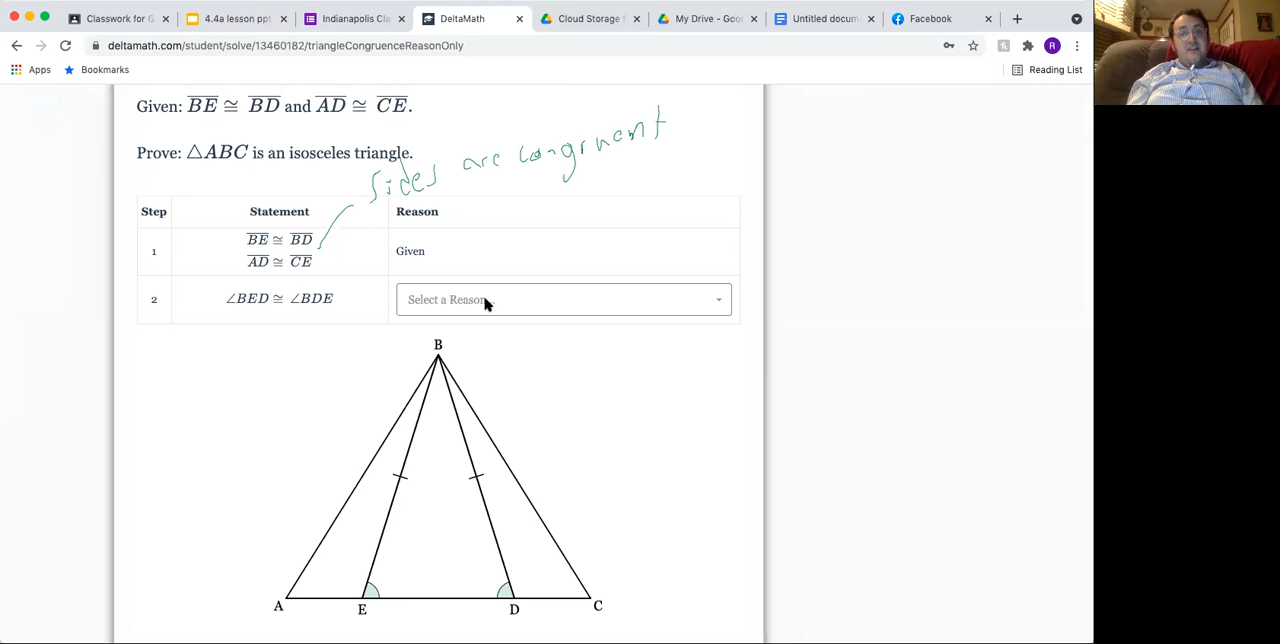 Classwork for G
4.4a lesson ppt
Indianapolis Cla
DeltaMath
Cloud Storage
My Drive - Goo
Untitled docum
Facebook
deltamath.com/student/solve/13460182/triangleCongruenceReasonOnly
R
Apps
Bookmarks
Reading List
Given: BE ≅ BD and AD ≅ CE.
Prove: △ABC is an isosceles triangle.
sides are congruent
Step Statement Reason
1 BE ≅ BD
AD ≅ CE Given
2 ∠BED ≅ ∠BDE Select a Reason...
B
A E D C